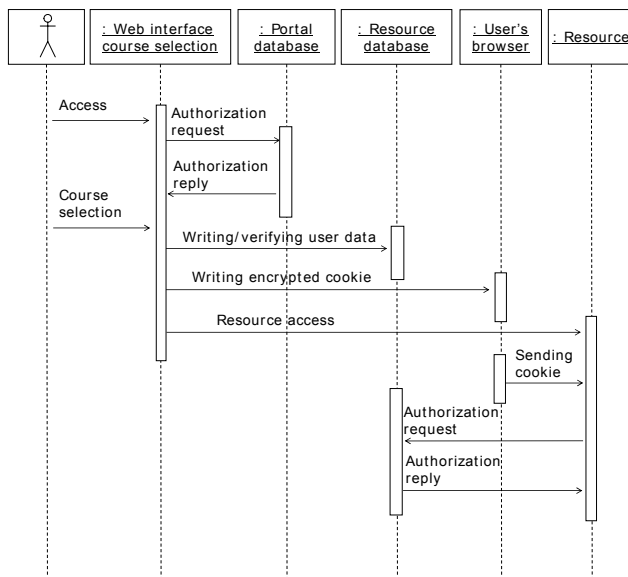 : Web interface
course selection
: Portal
database
: Resource
database
: User's
browser
: Resource
Access
Authorization
request
Authorization
reply
Course
selection
Writing/verifying user data
Writing encrypted cookie
Resource access
Sending
cookie
Authorization
request
Authorization
reply